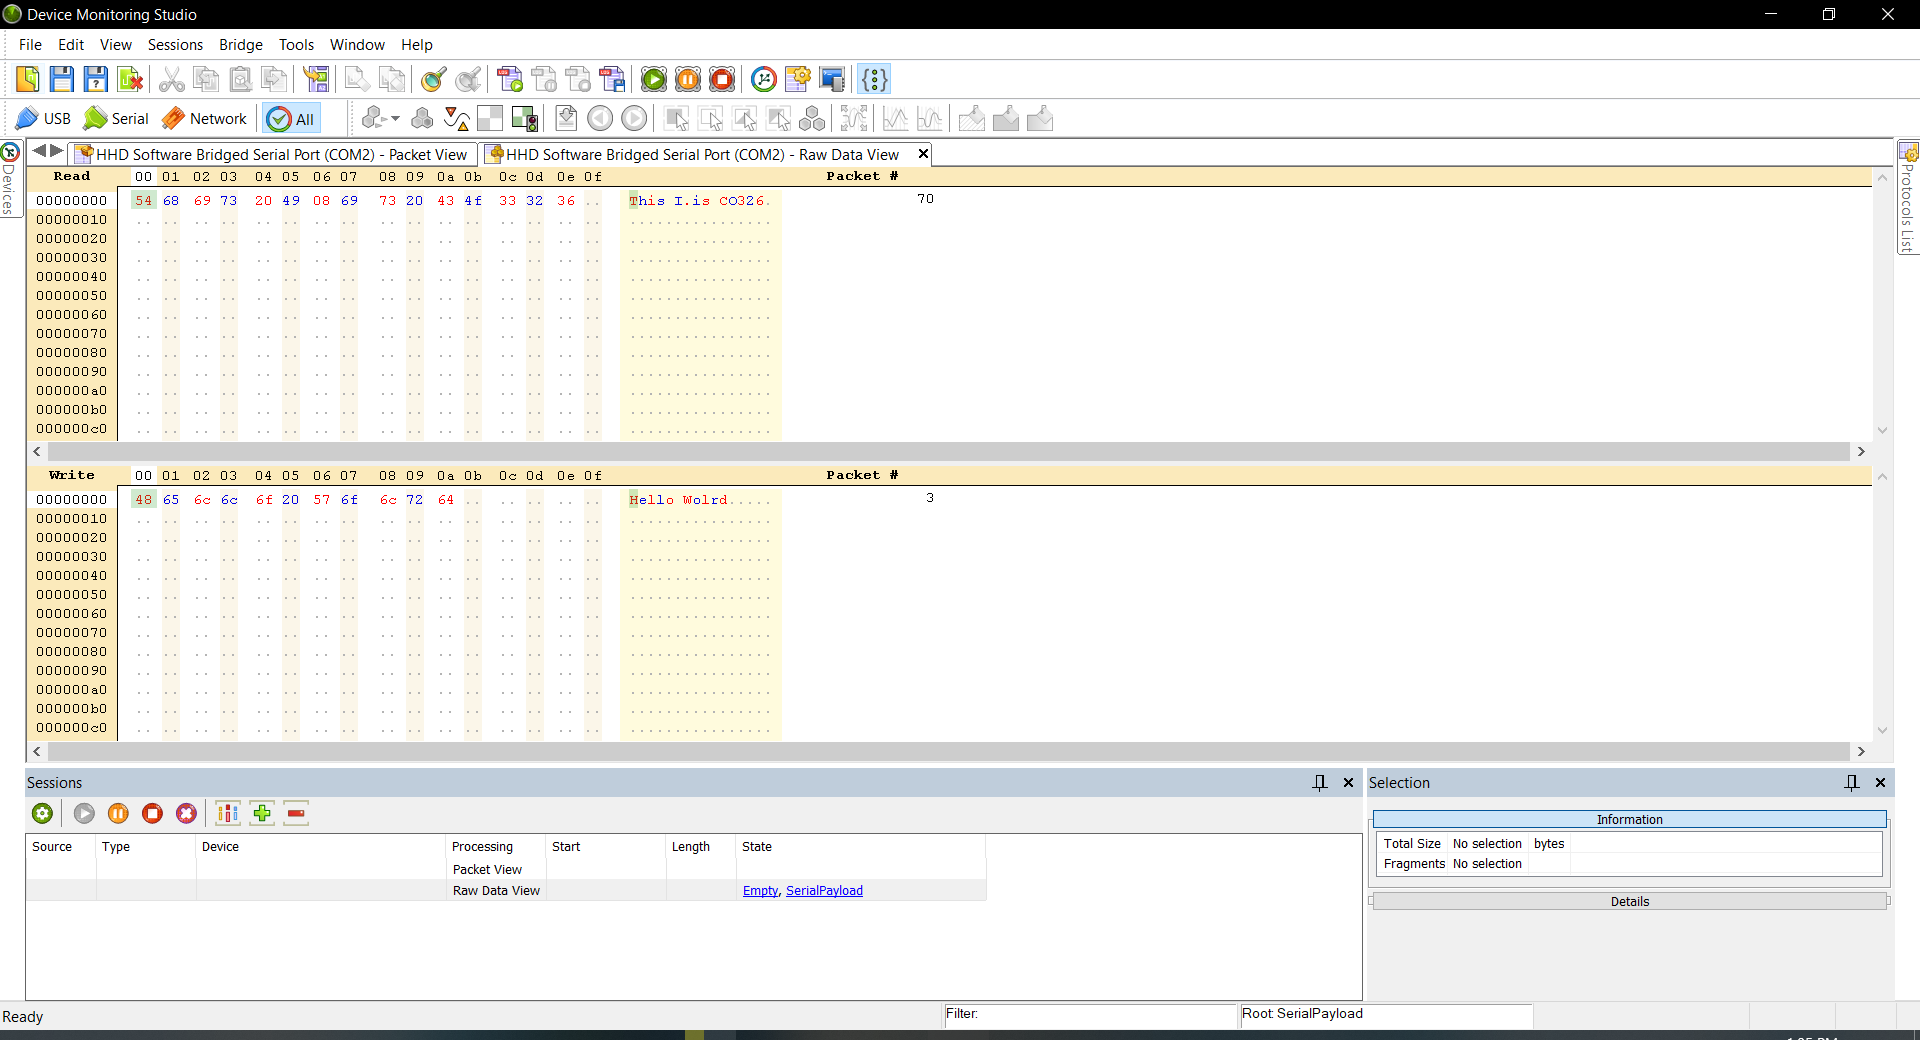 Device Monitoring Studio
File Edit View Sessions Bridge Tools Window Help
USB Serial Network All
Devices
HHD Software Bridged Serial Port (COM2) - Packet View HHD Software Bridged Serial Port (COM2) - Raw Data View
Protocols List
Read 00 01 02 03 04 05 06 07 08 09 0a 0b 0c 0d 0e 0f Packet #
00000000 54 68 69 73 20 49 08 69 73 20 43 4f 33 32 36 .. This I.is CO326. 70
00000010
00000020
00000030
00000040
00000050
00000060
00000070
00000080
00000090
000000a0
000000b0
000000c0
Write 00 01 02 03 04 05 06 07 08 09 0a 0b 0c 0d 0e 0f Packet #
00000000 48 65 6c 6c 6f 20 57 6f 6c 72 64 .. .. .. .. .. Hello Wolrd..... 3
00000010
00000020
00000030
00000040
00000050
00000060
00000070
00000080
00000090
000000a0
000000b0
000000c0
Sessions
Source Type Device Processing Start Length State
Packet View
Raw Data View Empty, SerialPayload
Selection
Information
Total Size No selection bytes
Fragments No selection
Details
Ready Filter: Root: SerialPayload